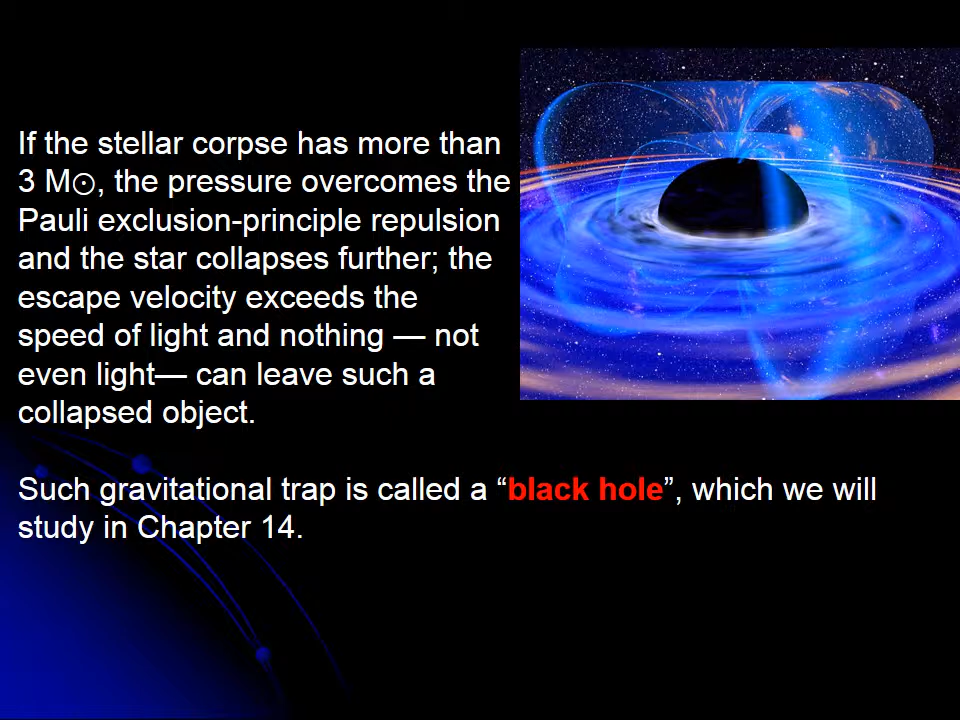 If the stellar corpse has more than
3 M⊙, the pressure overcomes the
Pauli exclusion-principle repulsion
and the star collapses further; the
escape velocity exceeds the
speed of light and nothing — not
even light— can leave such a
collapsed object.
Such gravitational trap is called a “black hole”, which we will
study in Chapter 14.